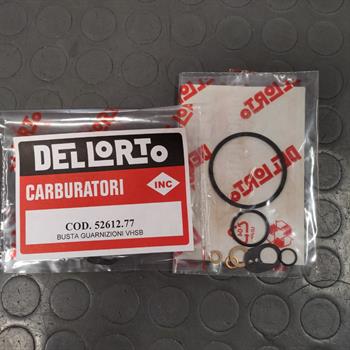 DELLORTO
CARBURATORI
INC
COD. 52612.77
BUSTA GUARNIZIONI VHSB
DELLORTO